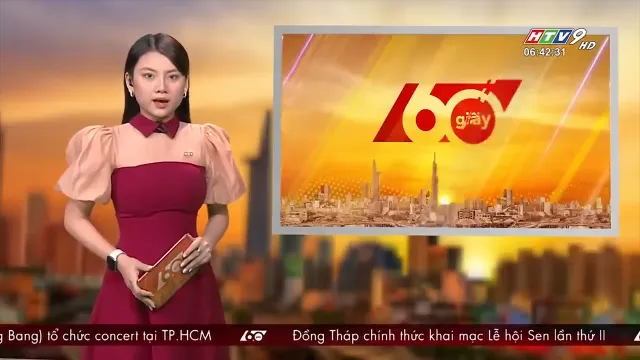 HTV9 HD
06:42:31
60 giây
g Bang) tổ chức concert tại TP.HCM 60 Đồng Tháp chính thức khai mạc Lễ hội Sen lần thứ II